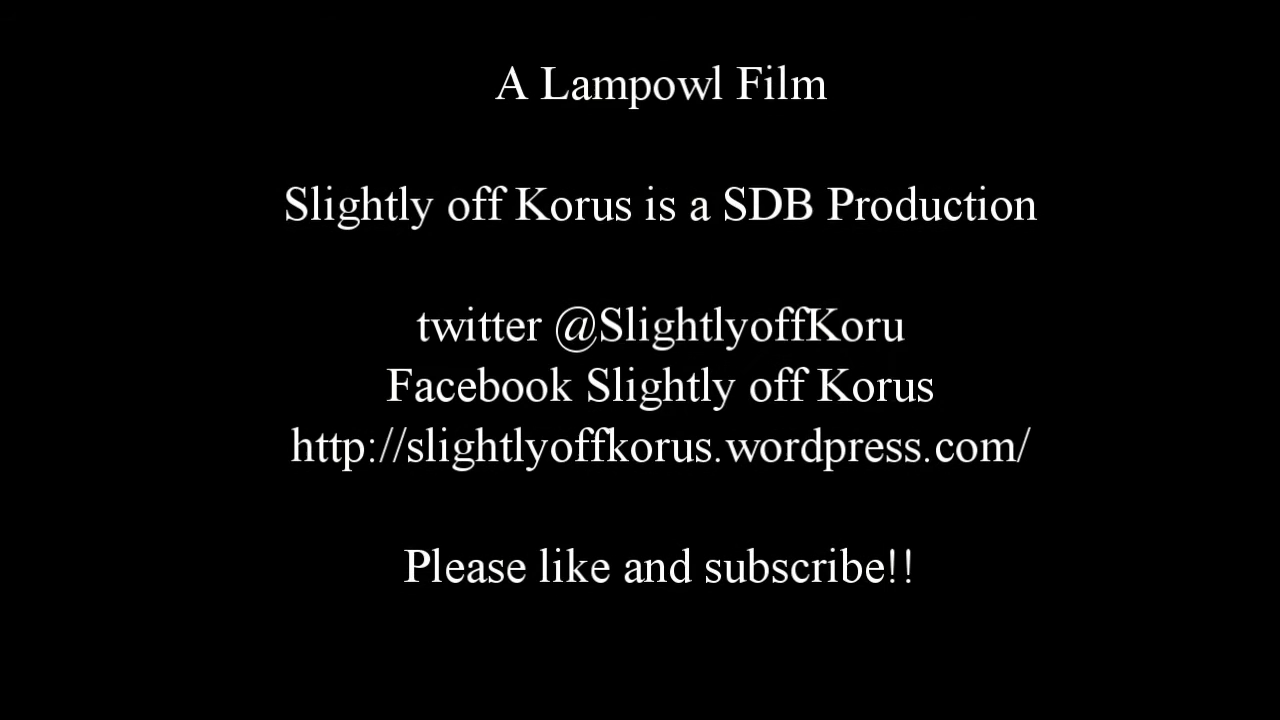 A Lampowl Film
Slightly off Korus is a SDB Production
twitter @SlightlyoffKoru
Facebook Slightly off Korus
http://slightlyoffkorus.wordpress.com/
Please like and subscribe!!